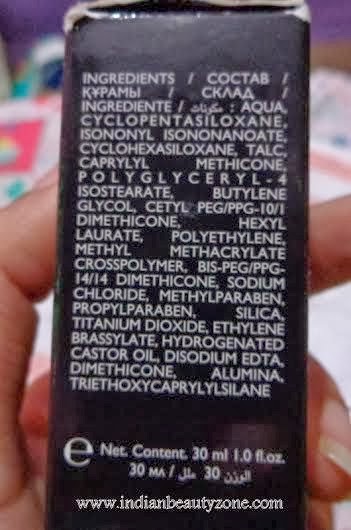 INGREDIENTS / СОСТАВ /
ҚҰРАМЫ / СКЛАД /
INGREDIENTE / مكونات : AQUA,
CYCLOPENTASILOXANE,
ISONONYL ISONONANOATE,
CYCLOHEXASILOXANE, TALC,
CAPRYLYL METHICONE,
POLYGLYCERYL-4
ISOSTEARATE, BUTYLENE
GLYCOL, CETYL PEG/PPG-10/1
DIMETHICONE, HEXYL
LAURATE, POLYETHYLENE,
METHYL METHACRYLATE
CROSSPOLYMER, BIS-PEG/PPG-
14/14 DIMETHICONE, SODIUM
CHLORIDE, METHYLPARABEN,
PROPYLPARABEN, SILICA,
TITANIUM DIOXIDE, ETHYLENE
BRASSYLATE, HYDROGENATED
CASTOR OIL, DISODIUM EDTA,
DIMETHICONE, ALUMINA,
TRIETHOXYCAPRYLYLSILANE
e Net. Content. 30 ml 1.0 fl.oz.
30 мл / الوزن 30 ملل
www.indianbeautyzone.com